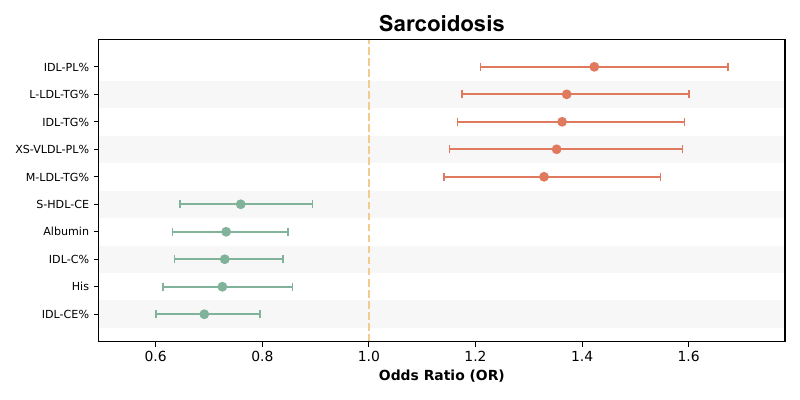 Sarcoidosis
IDL-PL%
L-LDL-TG%
IDL-TG%
XS-VLDL-PL%
M-LDL-TG%
S-HDL-CE
Albumin
IDL-C%
His
IDL-CE%
0.6 0.8 1.0 1.2 1.4 1.6
Odds Ratio (OR)